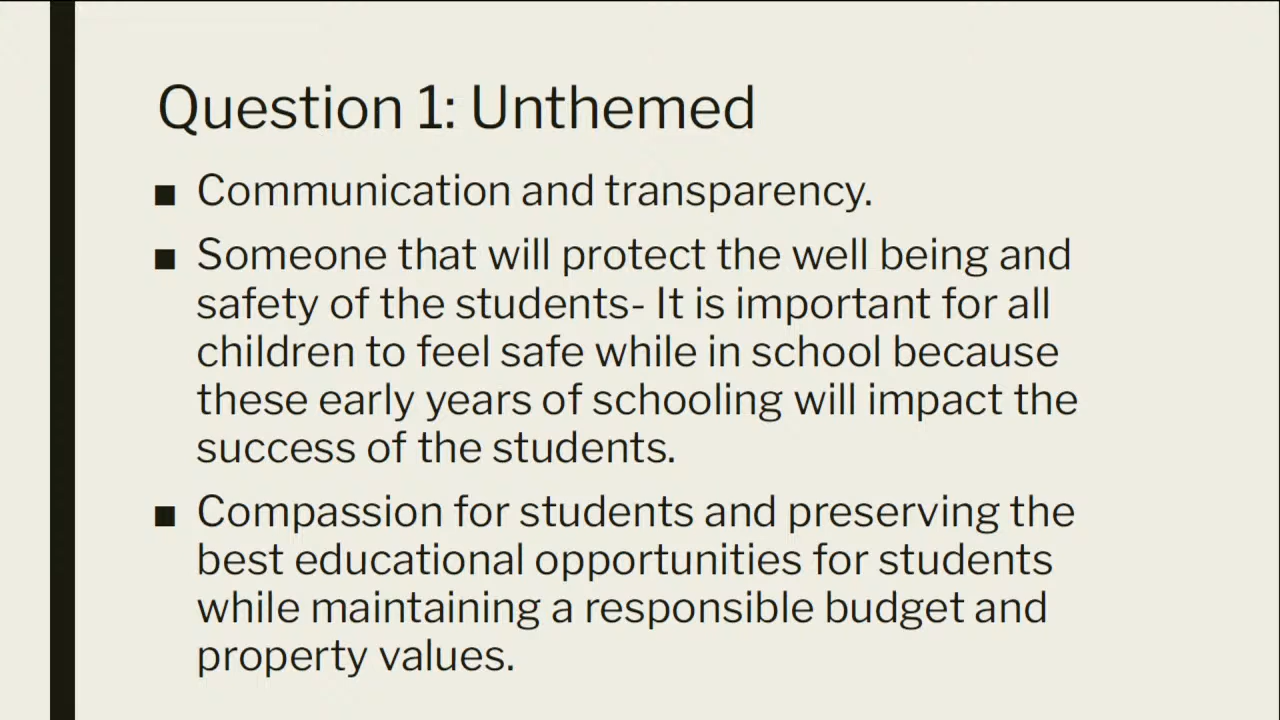 Question 1: Unthemed
■ Communication and transparency.
■ Someone that will protect the well being and
safety of the students- It is important for all
children to feel safe while in school because
these early years of schooling will impact the
success of the students.
■ Compassion for students and preserving the
best educational opportunities for students
while maintaining a responsible budget and
property values.